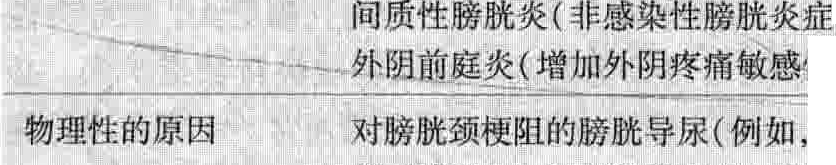 间质性膀胱炎(非感染性膀胱炎症
外阴前庭炎(增加外阴疼痛敏感
物理性的原因 对膀胱颈梗阻的膀胱导尿(例如,